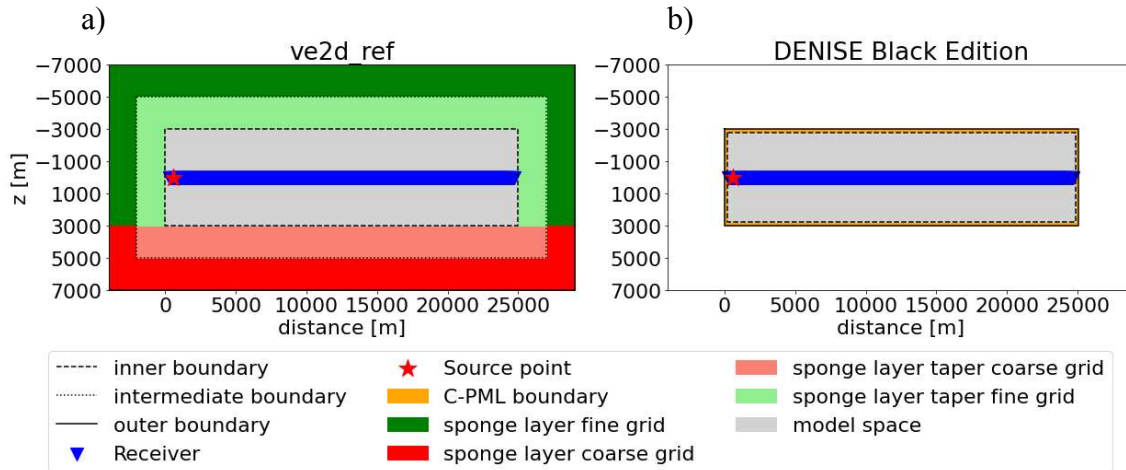 a)
b)
ve2d_ref
DENISE Black Edition
−7000
−5000
−3000
−1000
1000
3000
5000
7000
z [m]
0 5000 10000 15000 20000 25000
distance [m]
−7000
−5000
−3000
−1000
1000
3000
5000
7000
0 5000 10000 15000 20000 25000
distance [m]
inner boundary
intermediate boundary
outer boundary
Receiver
Source point
C-PML boundary
sponge layer fine grid
sponge layer coarse grid
sponge layer taper coarse grid
sponge layer taper fine grid
model space